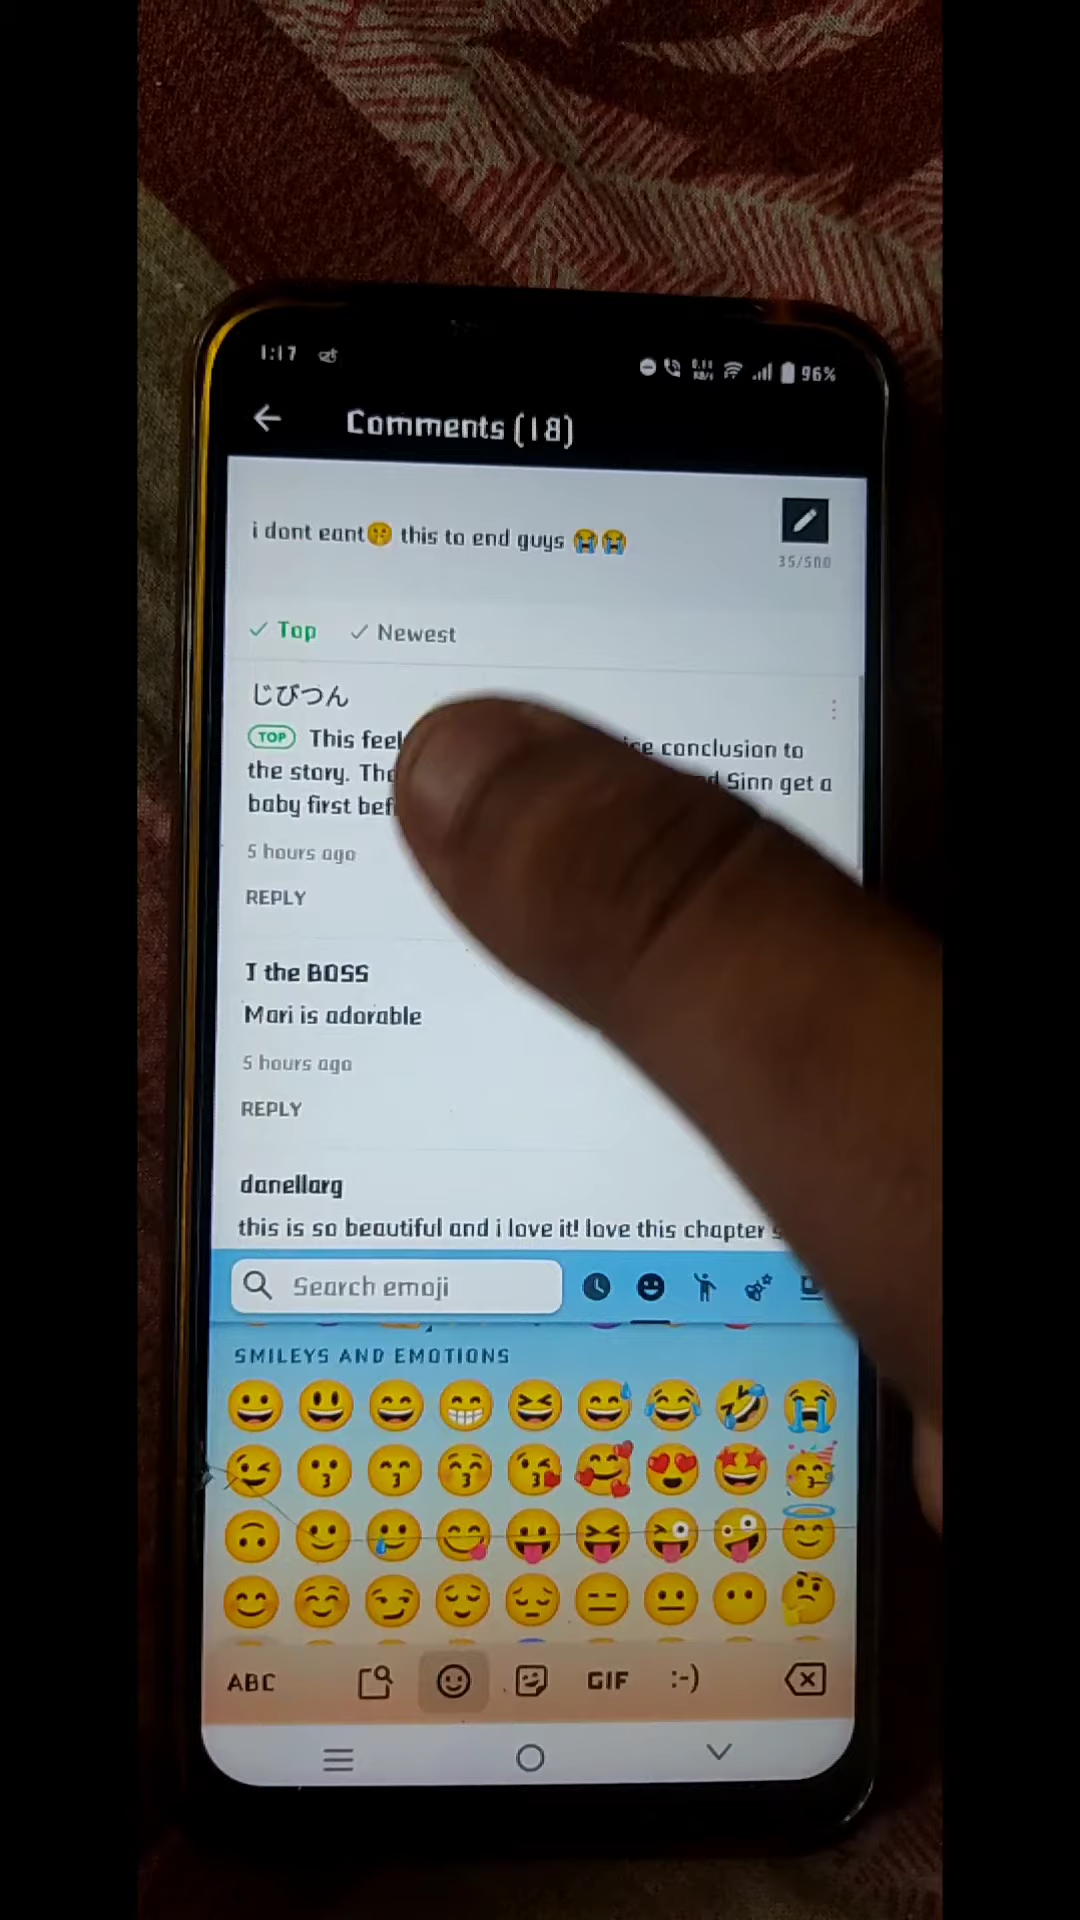 1:17 0.11 KB/s 96%
Comments (18)
i dont eant🤫 this to end guys 😭😭
35/500
Top Newest
じびつん
TOP This feel conclusion to
the story. Sinn get a
baby first
5 hours ago
REPLY
T the BOSS
Mari is adorable
5 hours ago
REPLY
danellarg
this is so beautiful and i love it! love this chapter
Search emoji
SMILEYS AND EMOTIONS
ABC GIF :-)